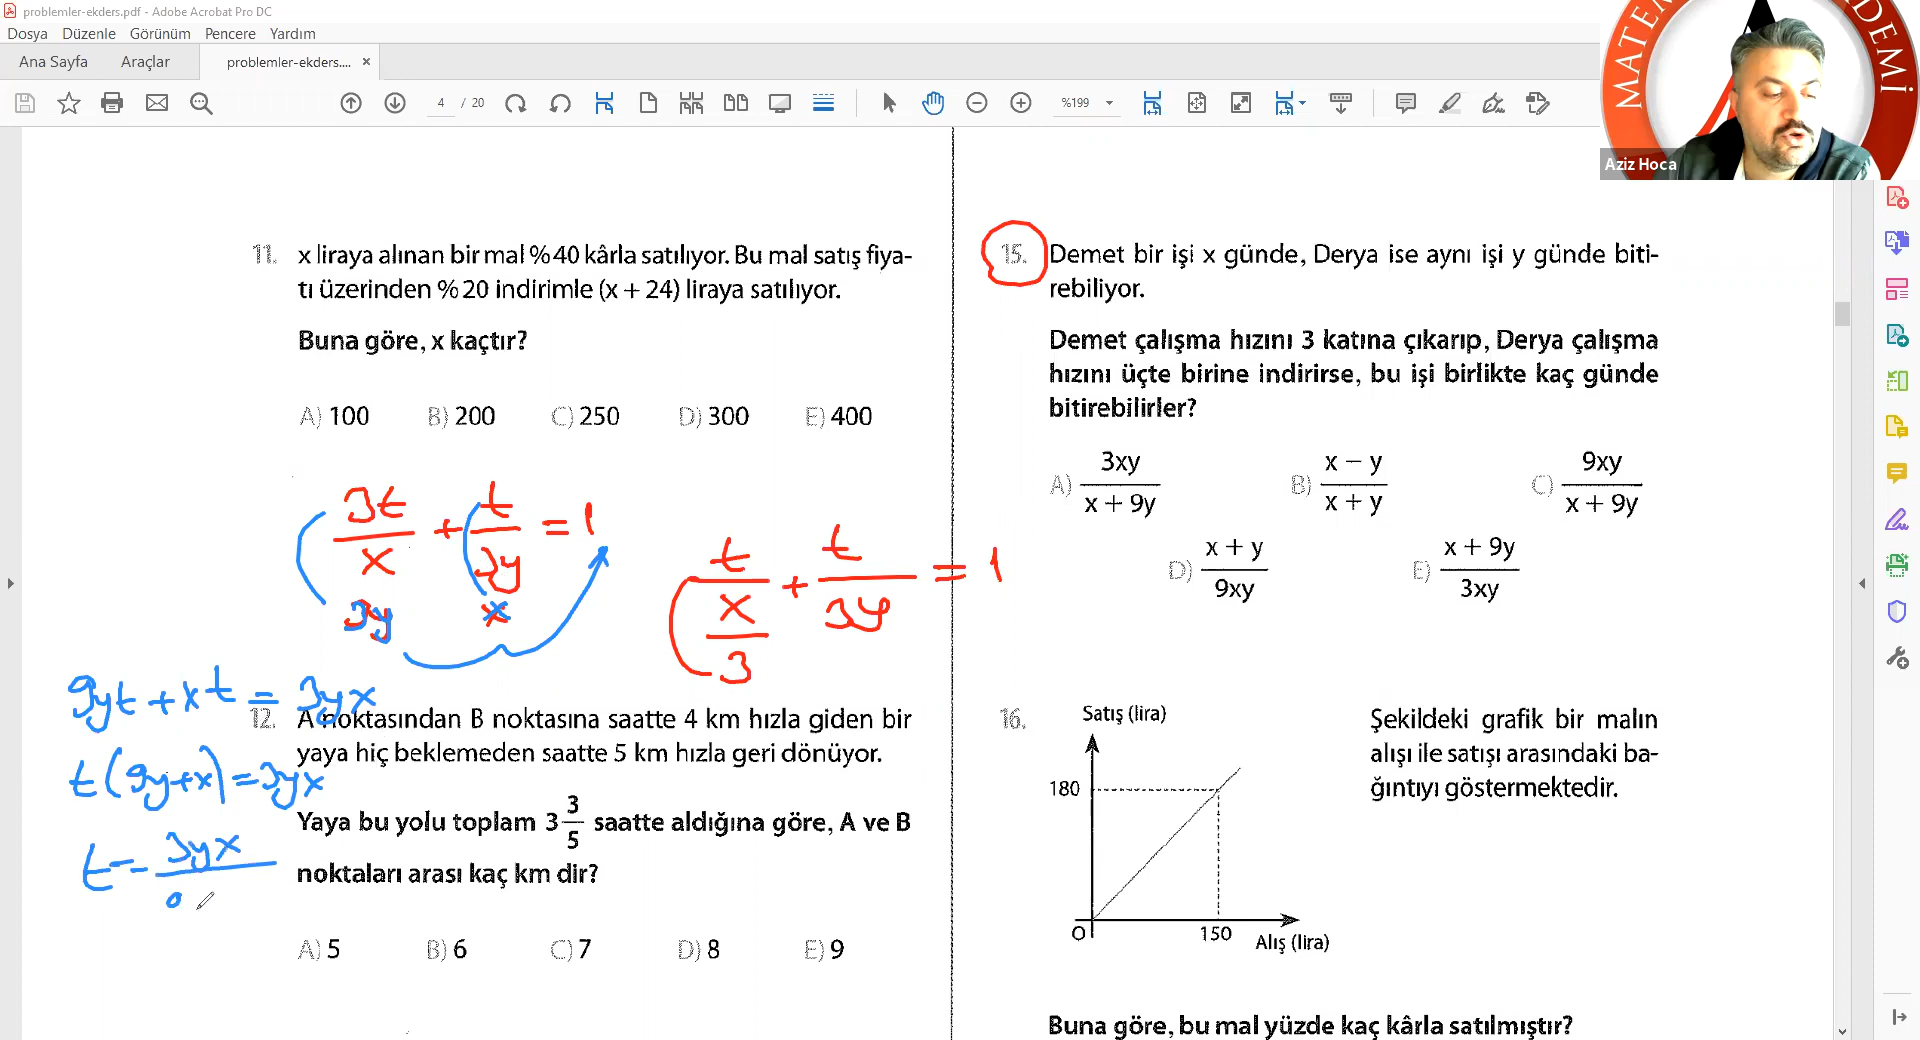 problemler-ekders.pdf - Adobe Acrobat Pro DC
Dosya Düzenle Görünüm Pencere Yardım
Ana Sayfa Araçlar problemler-ekders.... ×
4 / 20 %199
MATEM DEMİ
Aziz Hoca
11. x liraya alınan bir mal %40 kârla satılıyor. Bu mal satış fiya-
tı üzerinden %20 indirimle (x + 24) liraya satılıyor.
Buna göre, x kaçtır?
A) 100 B) 200 C) 250 D) 300 E) 400
3t/x + t/3y = 1
3y x
t/(x/3) + t/3y = 1
9yt + xt = 3yx
t(9y+x) = 3yx
t = 3yx
12. A noktasından B noktasına saatte 4 km hızla giden bir
yaya hiç beklemeden saatte 5 km hızla geri dönüyor.
Yaya bu yolu toplam 3 3/5 saatte aldığına göre, A ve B
noktaları arası kaç km dir?
A) 5 B) 6 C) 7 D) 8 E) 9
15. Demet bir işi x günde, Derya ise aynı işi y günde biti-
rebiliyor.
Demet çalışma hızını 3 katına çıkarıp, Derya çalışma
hızını üçte birine indirirse, bu işi birlikte kaç günde
bitirebilirler?
A) 3xy/(x + 9y) B) (x − y)/(x + y) C) 9xy/(x + 9y)
D) (x + y)/9xy E) (x + 9y)/3xy
16. Satış (lira)
180
O 150 Alış (lira)
Şekildeki grafik bir malın
alışı ile satışı arasındaki ba-
ğıntıyı göstermektedir.
Buna göre, bu mal yüzde kaç kârla satılmıştır?